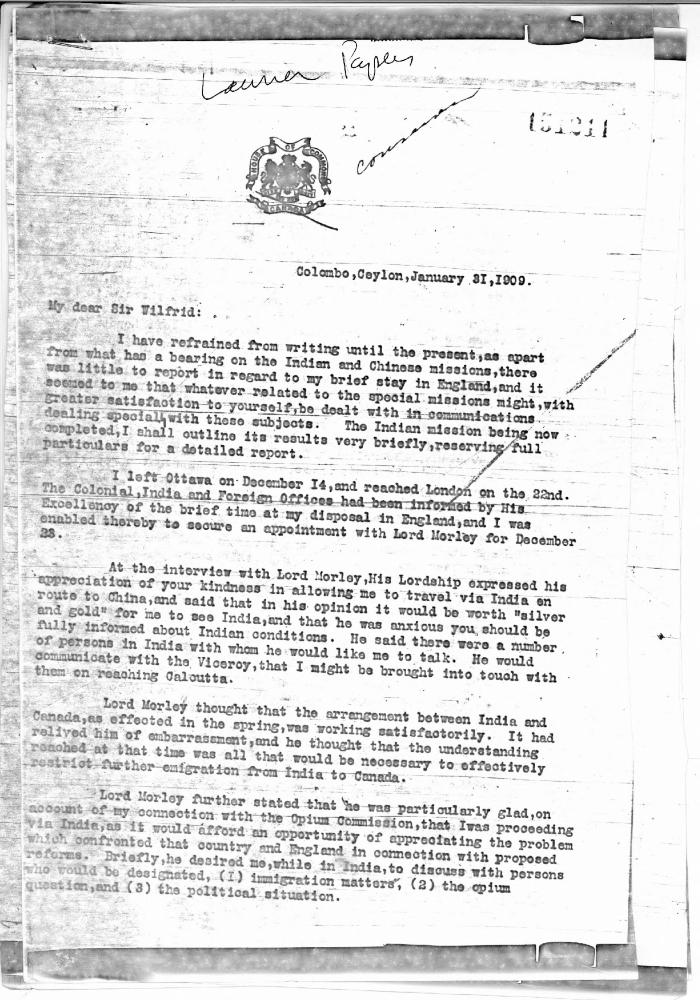 Laurier Papers
HOUSE OF COMMONS
CANADA
Colombo,Ceylon,January 31,1909.
My dear Sir Wilfrid:
I have refrained from writing until the present,as apart
from what has a bearing on the Indian and Chinese missions,there
was little to report in regard to my brief stay in England,and it
seemed to me that whatever related to the special missions might,with
greater satisfaction to yourself,be dealt with in communications
dealing specially with these subjects. The Indian mission being now
completed,I shall outline its results very briefly,reserving full
particulars for a detailed report.
I left Ottawa on December I4,and reached London on the 22nd.
The Colonial,India and Foreign Offices had been informed by His
Excellency of the brief time at my disposal in England,and I was
enabled thereby to secure an appointment with Lord Morley for December
At the interview with Lord Morley,His Lordship expressed his
appreciation of your kindness in allowing me to travel via India en
route to China,and said that in his opinion it would be worth "silver
and gold" for me to see India,and that he was anxious you should be
fully informed about Indian conditions. He said there were a number
of persons in India with whom he would like me to talk. He would
communicate with the Viceroy,that I might be brought into touch with
them on reaching Calcutta.
Lord Morley thought that the arrangement between India and
Canada,as effected in the spring,was working satisfactorily. It had
relived him of embarrassment,and he thought that the understanding
reached at that time was all that would be necessary to effectively
restrict further emigration from India to Canada.
Lord Morley further stated that he was particularly glad,on
account of my connection with the Opium Commission,that Iwas proceeding
via India,as it would afford an opportunity of appreciating the problem
which confronted that country and England in connection with proposed
reforms. Briefly,he desired me,while in India,to discuss with persons
who would be designated, (I) immigration matters, (2) the opium
question,and (3) the political situation.